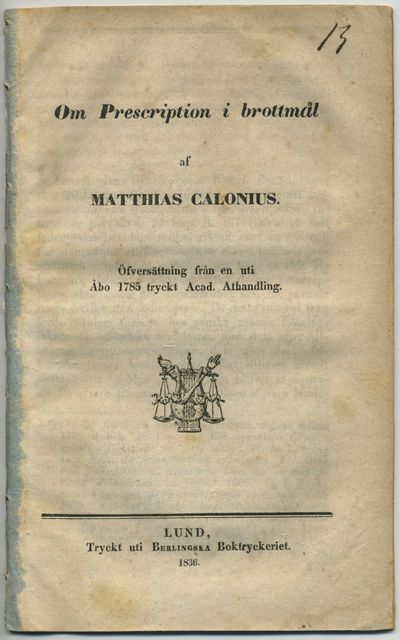 13
Om Prescription i brottmål
af
MATTHIAS CALONIUS.
Öfversättning från en uti
Åbo 1785 tryckt Acad. Athandling.
LUND,
Tryckt uti BERLINGSKA Boktryckeriet.
1836.